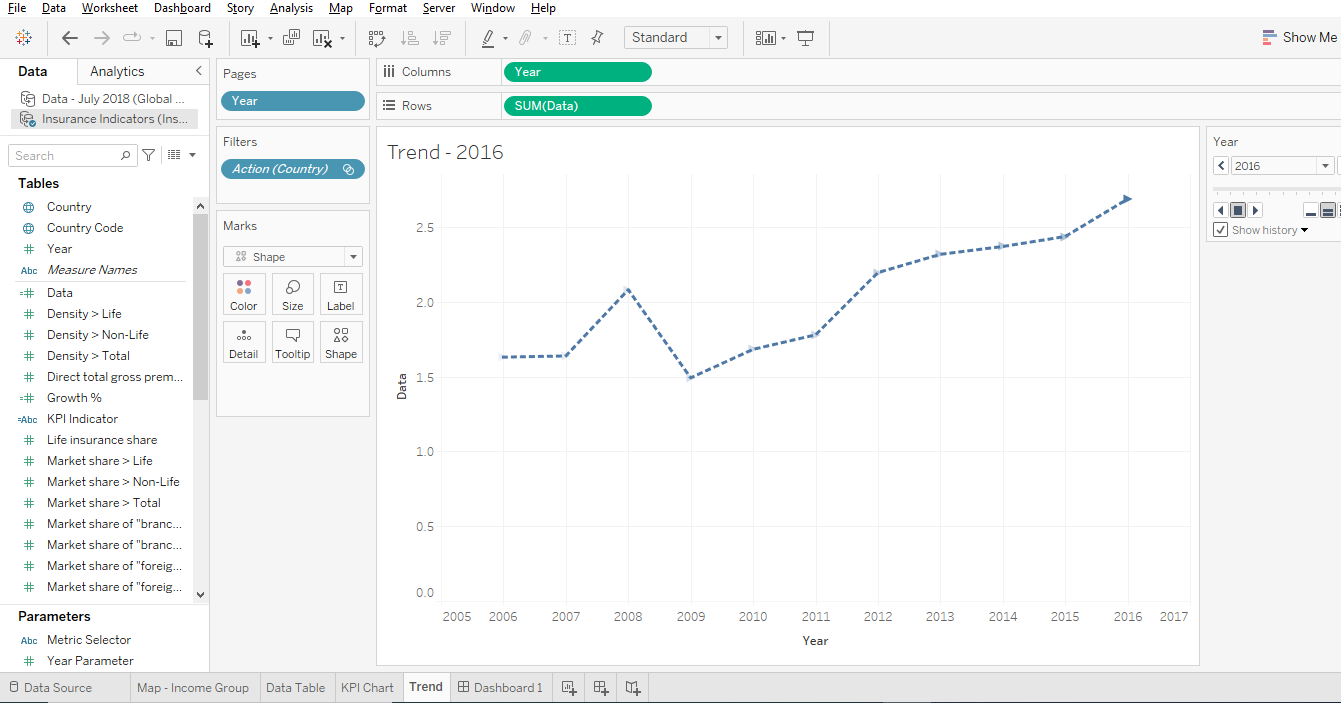 File Data Worksheet Dashboard Story Analysis Map Format Server Window Help
Standard
Show Me
Data Analytics
Data - July 2018 (Global ...
Insurance Indicators (Ins...
Search
Tables
Country
Country Code
Year
Abc Measure Names
Data
Density > Life
Density > Non-Life
Density > Total
Direct total gross prem...
Growth %
=Abc KPI Indicator
Life insurance share
Market share > Life
Market share > Non-Life
Market share > Total
Market share of "branc...
Market share of "branc...
Market share of "foreig...
Market share of "foreig...
Parameters
Abc Metric Selector
Year Parameter
Pages
Year
Filters
Action (Country)
Marks
Shape
Color Size Label
Detail Tooltip Shape
Columns Year
Rows SUM(Data)
Trend - 2016
2.5
2.0
1.5
1.0
0.5
0.0
Data
2005 2006 2007 2008 2009 2010 2011 2012 2013 2014 2015 2016 2017
Year
Year
2016
Show history
Data Source Map - Income Group Data Table KPI Chart Trend Dashboard 1